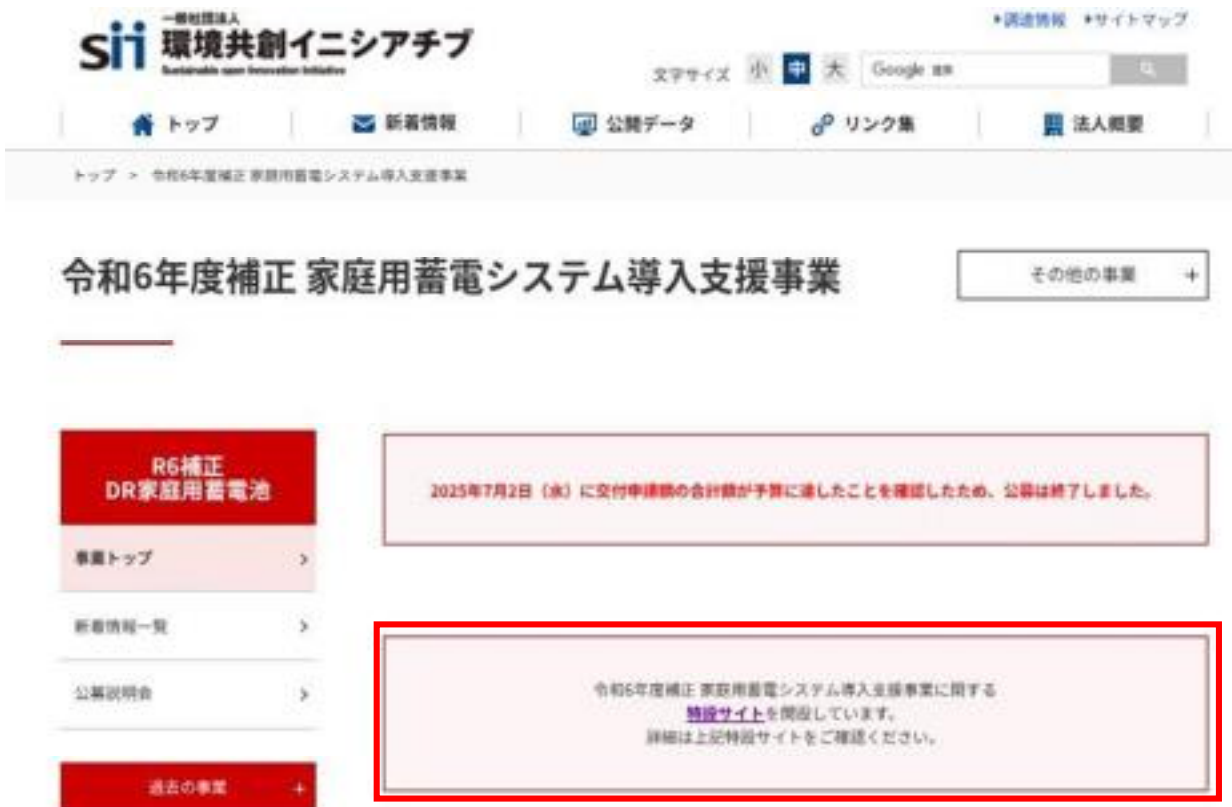 一般社団法人
sii 環境共創イニシアチブ
Sustainable open Innovation Initiative
調達情報 サイトマップ
文字サイズ 小 中 大 Google 提供
トップ 新着情報 公開データ リンク集 法人概要
トップ > 令和6年度補正 家庭用蓄電システム導入支援事業
令和6年度補正 家庭用蓄電システム導入支援事業
その他の事業 +
R6補正
DR家庭用蓄電池
事業トップ >
新着情報一覧 >
公募説明会 >
過去の事業 +
2025年7月2日（水）に交付申請額の合計額が予算に達したことを確認したため、公募は終了しました。
令和6年度補正 家庭用蓄電システム導入支援事業に関する
特設サイトを開設しています。
詳細は上記特設サイトをご確認ください。